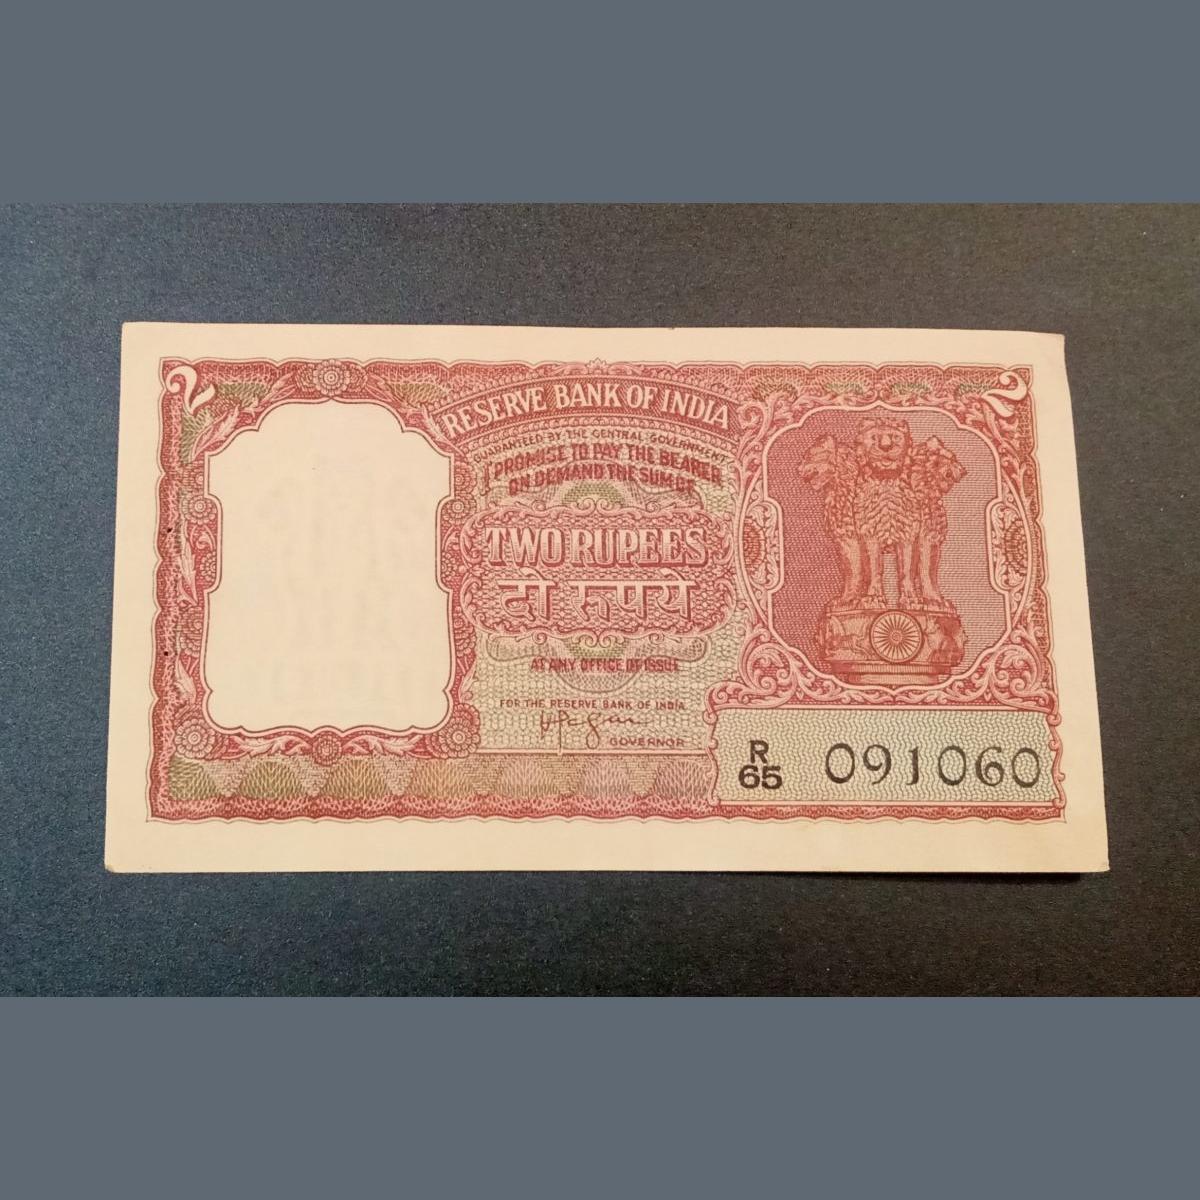 2
2
RESERVE BANK OF INDIA
GUARANTEED BY THE CENTRAL GOVERNMENT
I PROMISE TO PAY THE BEARER
ON DEMAND THE SUM OF
TWO RUPEES
दो रूपये
AT ANY OFFICE OF ISSUE
FOR THE RESERVE BANK OF INDIA
GOVERNOR
R
65 091060